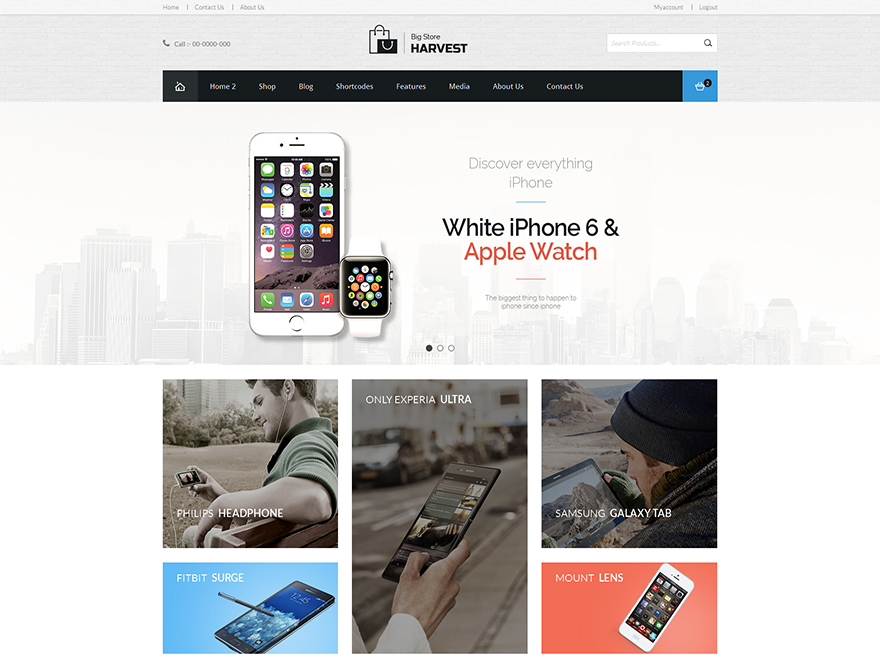 Home | Contact Us | About Us
Myaccount | Logout
Call :- 00-0000-000
Big Store
HARVEST
Search Products...
Home 2 Shop Blog Shortcodes Features Media About Us Contact Us
2
Discover everything
iPhone
White iPhone 6 &
Apple Watch
The biggest thing to happen to
iphone since iphone
PHILIPS HEADPHONE
ONLY EXPERIA ULTRA
SAMSUNG GALAXY TAB
FITBIT SURGE
MOUNT LENS